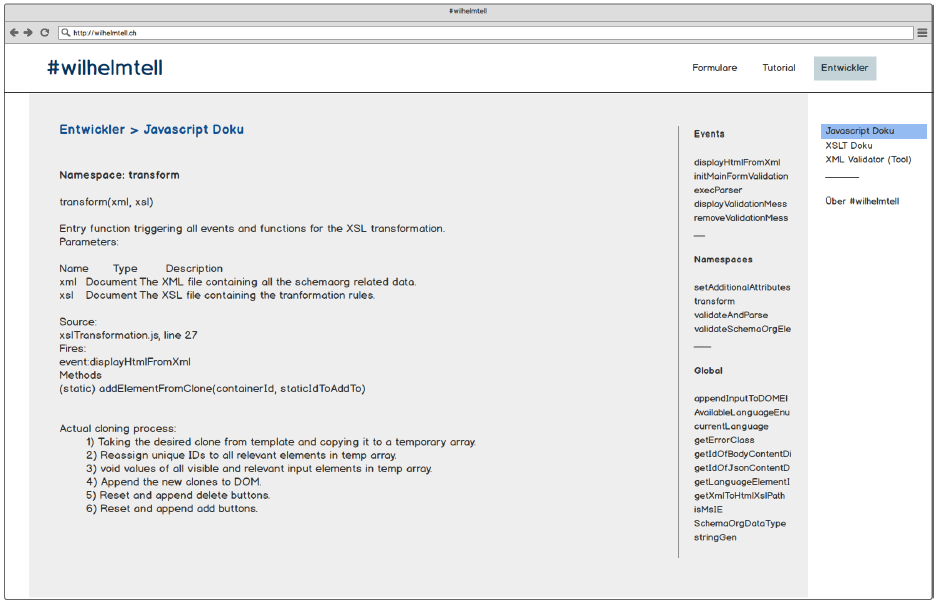 #wilhelmtell
http://wilhelmtell.ch
#wilhelmtell
Formulare Tutorial Entwickler
Entwickler > Javascript Doku
Namespace: transform
transform(xml, xsl)
Entry function triggering all events and functions for the XSL transformation.
Parameters:
Name Type Description
xml Document The XML file containing all the schemaorg related data.
xsl Document The XSL file containing the tranformation rules.
Source:
xslTransformation.js, line 27
Fires:
event:displayHtmlFromXml
Methods
(static) addElementFromClone(containerId, staticIdToAddTo)
Actual cloning process:
1) Taking the desired clone from template and copying it to a temporary array.
2) Reassign unique IDs to all relevant elements in temp array.
3) void values of all visible and relevant input elements in temp array.
4) Append the new clones to DOM.
5) Reset and append delete buttons.
6) Reset and append add buttons.
Events
displayHtmlFromXml
initMainFormValidation
execParser
displayValidationMess
removeValidationMess
Namespaces
setAdditionalAttributes
transform
validateAndParse
validateSchemaOrgEle
Global
appendInputToDOMEl
AvailableLanguageEnu
currentLanguage
getErrorClass
getIdOfBodyContentDi
getIdOfJsonContentD
getLanguageElementI
getXmlToHtmlXslPath
isMsIE
SchemaOrgDataType
stringGen
Javascript Doku
XSLT Doku
XML Validator (Tool)
Über #wilhelmtell